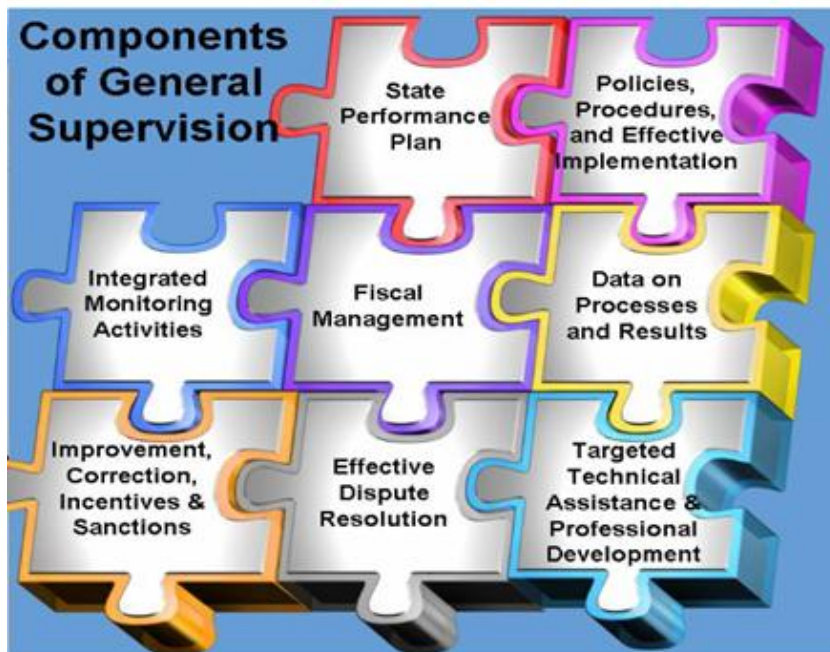 Components
of General
Supervision
State
Performance
Plan
Policies,
Procedures,
and Effective
Implementation
Integrated
Monitoring
Activities
Fiscal
Management
Data on
Processes
and Results
Improvement,
Correction,
Incentives &
Sanctions
Effective
Dispute
Resolution
Targeted
Technical
Assistance &
Professional
Development